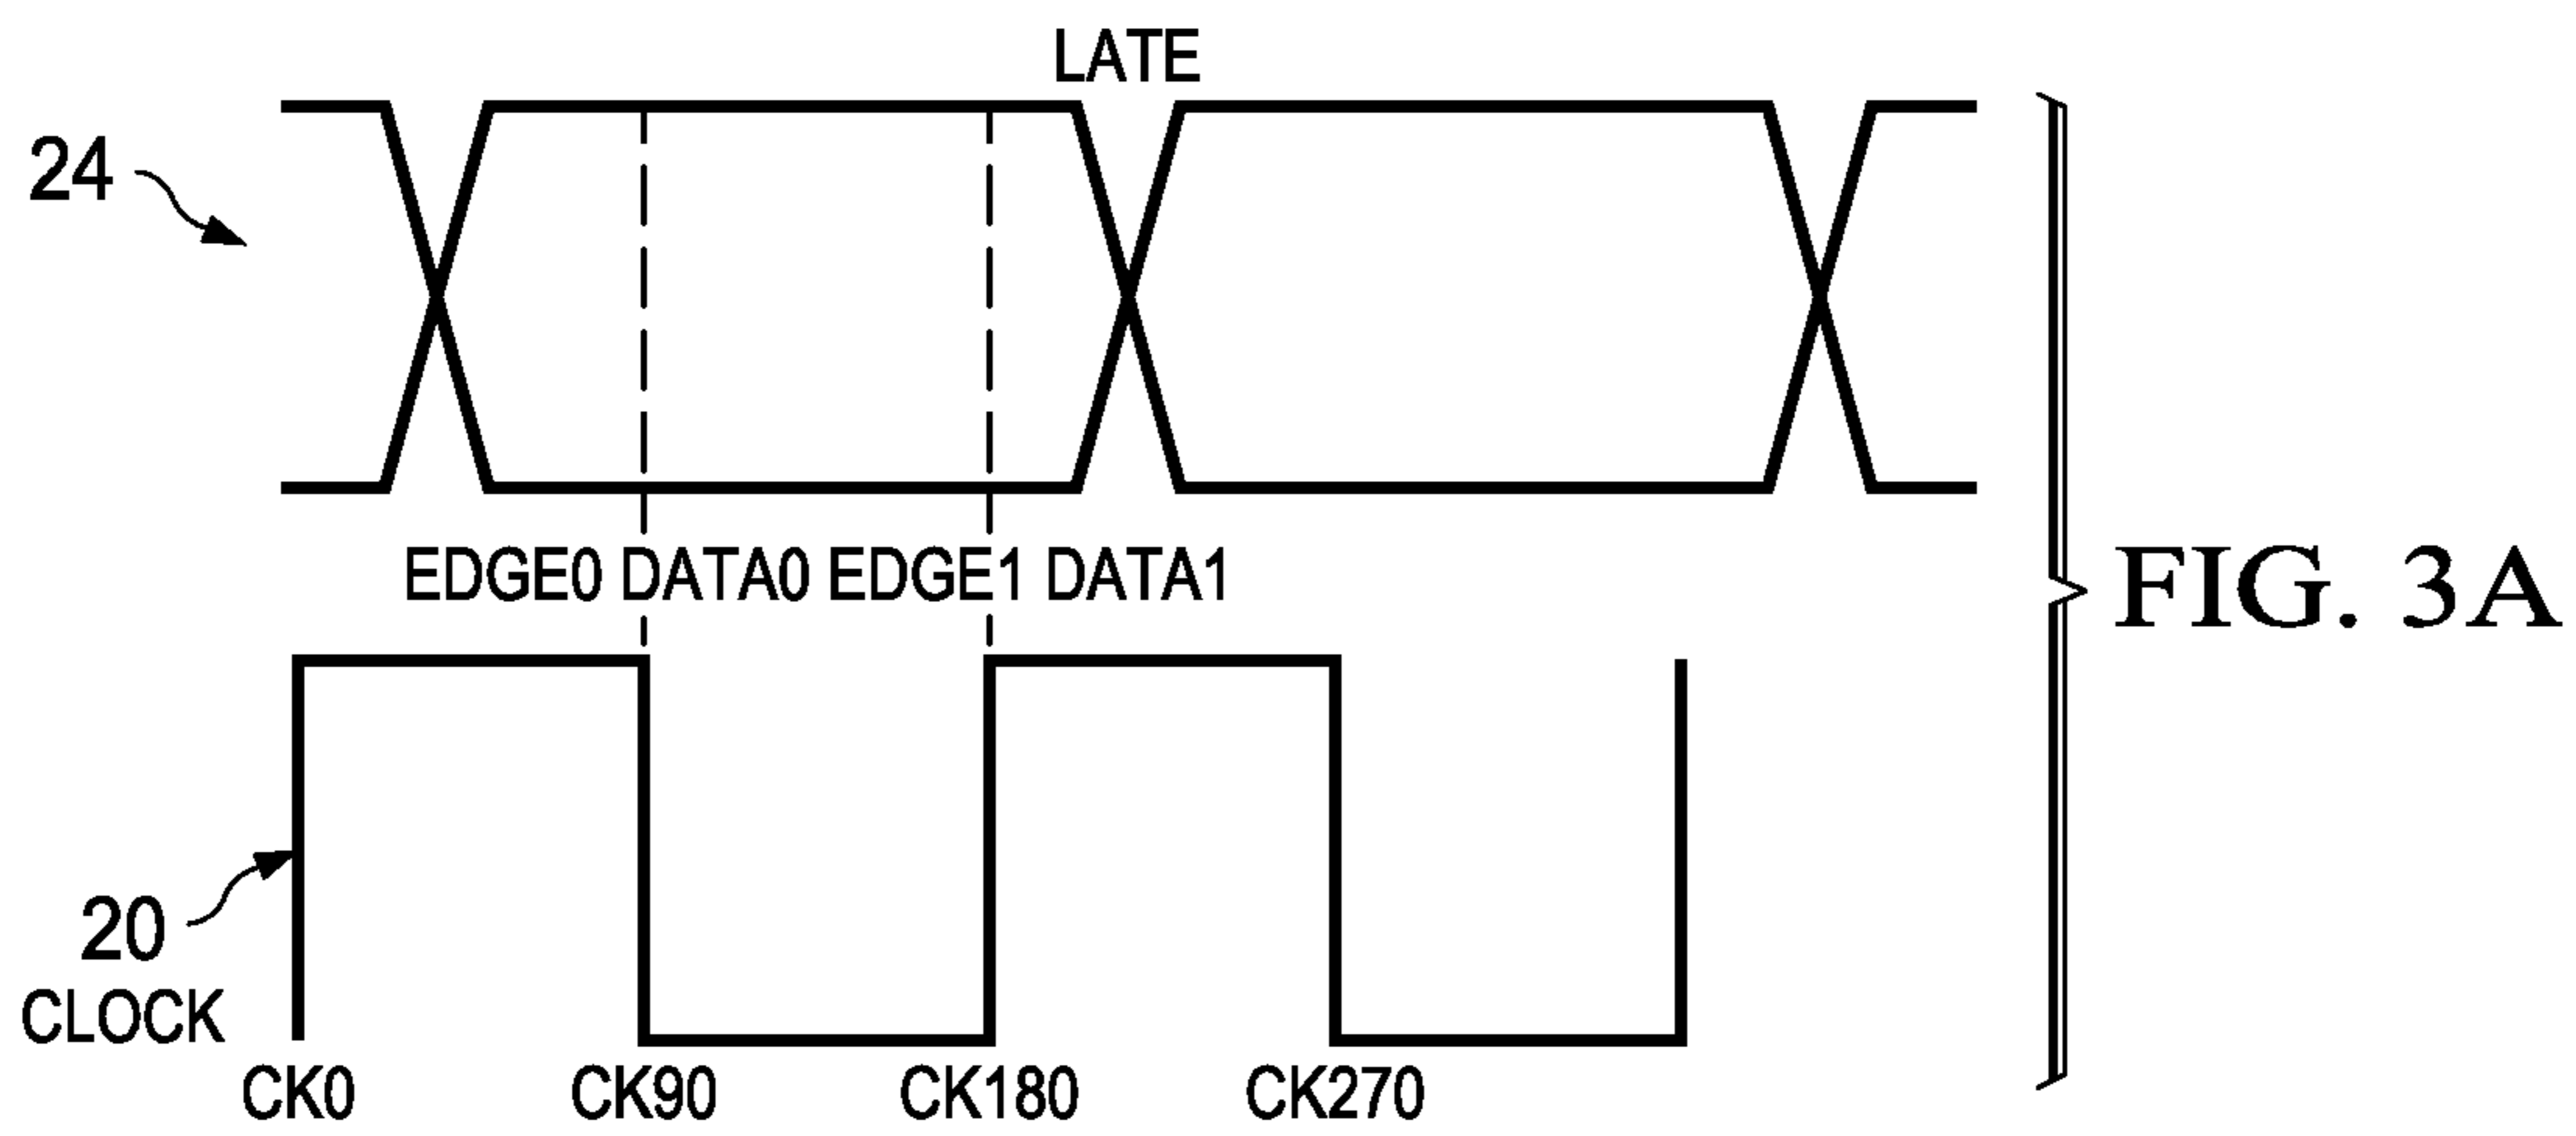 LATE
24
EDGE0 DATA0 EDGE1 DATA1
FIG. 3A
20
CLOCK
CK0 CK90 CK180 CK270